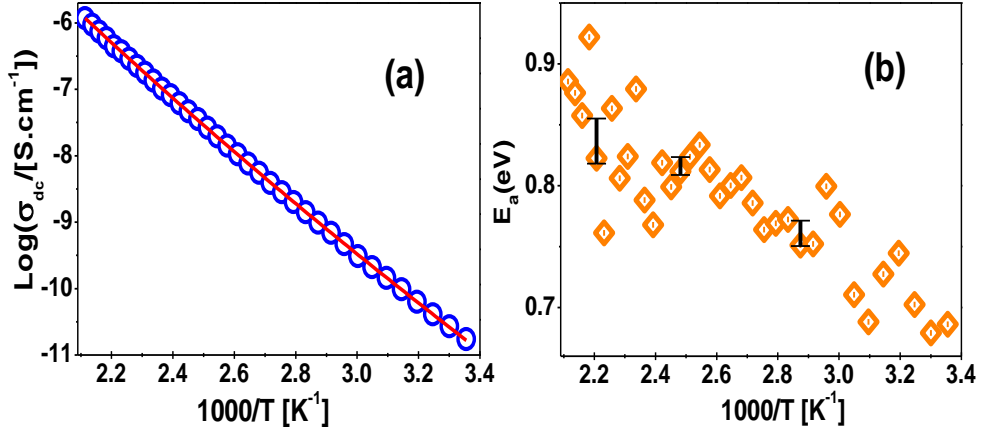 -6
-7
-8
-9
-10
-11
Log(σdc/[S.cm⁻¹])
(a)
2.2 2.4 2.6 2.8 3.0 3.2 3.4
1000/T [K⁻¹]
0.9
0.8
0.7
Ea(eV)
(b)
2.2 2.4 2.6 2.8 3.0 3.2 3.4
1000/T [K⁻¹]